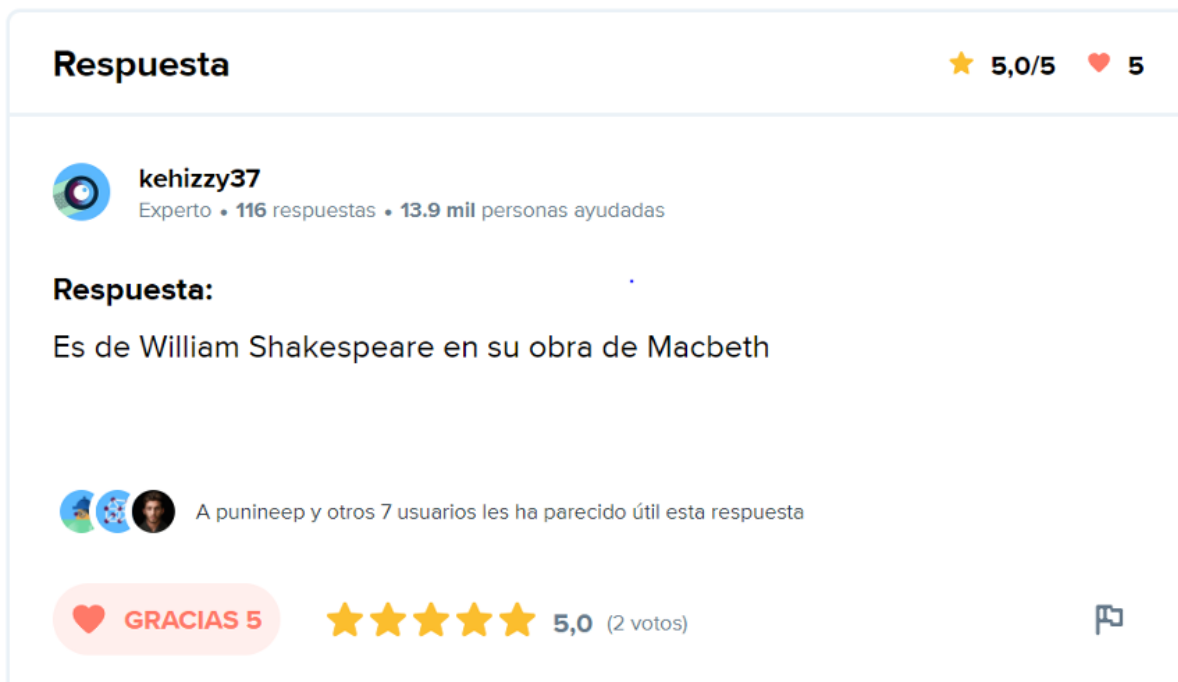 Respuesta 5,0/5 5
kehizzy37
Experto • 116 respuestas • 13.9 mil personas ayudadas
Respuesta:
Es de William Shakespeare en su obra de Macbeth
A punineep y otros 7 usuarios les ha parecido útil esta respuesta
GRACIAS 5 5,0 (2 votos)